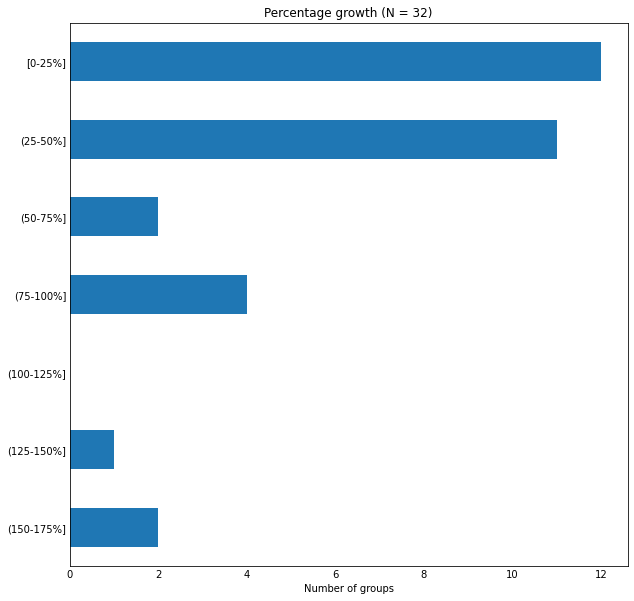 Percentage growth (N = 32)
[0-25%]
(25-50%]
(50-75%]
(75-100%]
(100-125%]
(125-150%]
(150-175%]
0 2 4 6 8 10 12
Number of groups